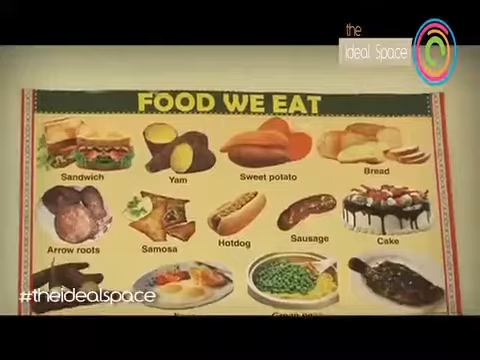 the
Ideal Space
FOOD WE EAT
Sandwich
Yam
Sweet potato
Bread
Arrow roots
Samosa
Hotdog
Sausage
Cake
#theidealspace